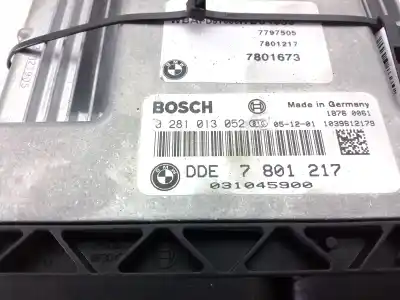 7797505
7801217
7801673
BOSCH
Made in Germany
0 281 013 052
05-12-01
1039S12179
DDE 7 801 217
031045900